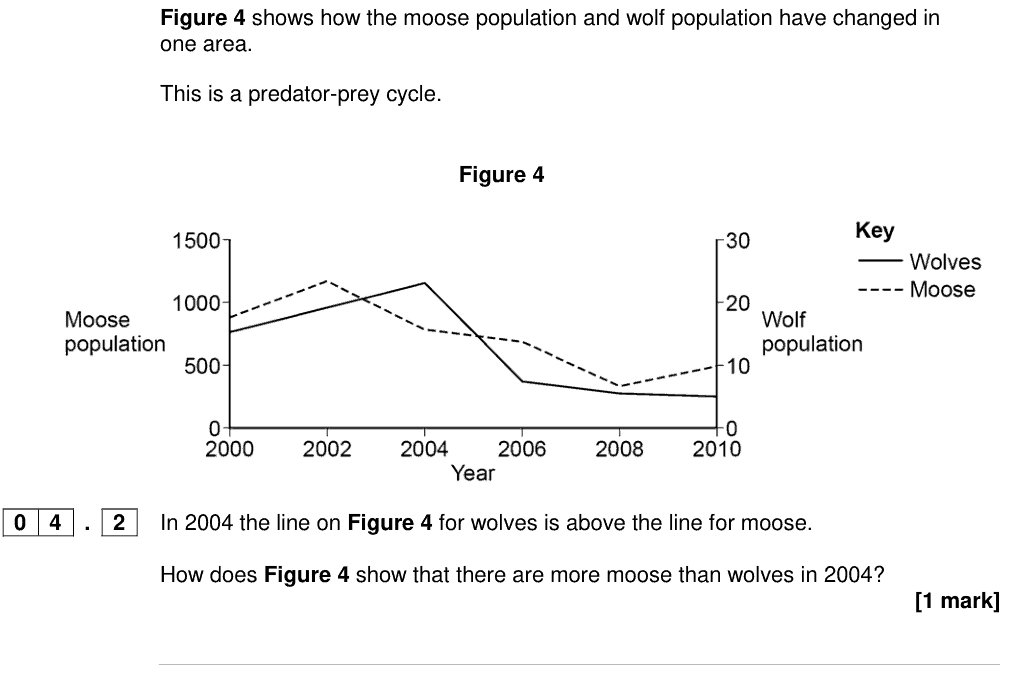 Figure 4 shows how the moose population and wolf population have changed in
one area.
This is a predator-prey cycle.
Figure 4
1500
1000
500
0
Moose
population
30
20
10
0
Wolf
population
Key
Wolves
Moose
2000 2002 2004 2006 2008 2010
Year
0 4 . 2 In 2004 the line on Figure 4 for wolves is above the line for moose.
How does Figure 4 show that there are more moose than wolves in 2004?
[1 mark]